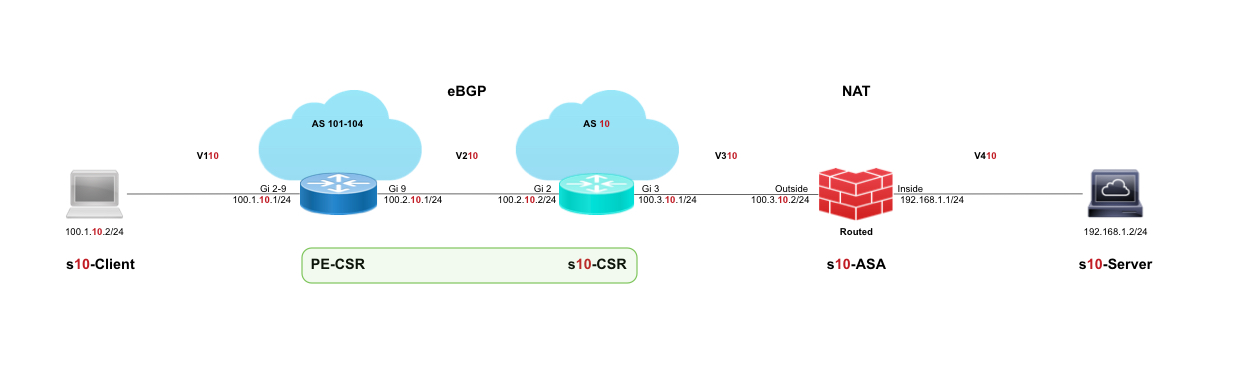 eBGP
NAT
AS 101-104
AS 10
V110
V210
V310
V410
Gi 2-9
Gi 9
Gi 2
Gi 3
Outside
Inside
100.1.10.1/24
100.2.10.1/24
100.2.10.2/24
100.3.10.1/24
100.3.10.2/24
192.168.1.1/24
100.1.10.2/24
Routed
192.168.1.2/24
s10-Client
PE-CSR
s10-CSR
s10-ASA
s10-Server